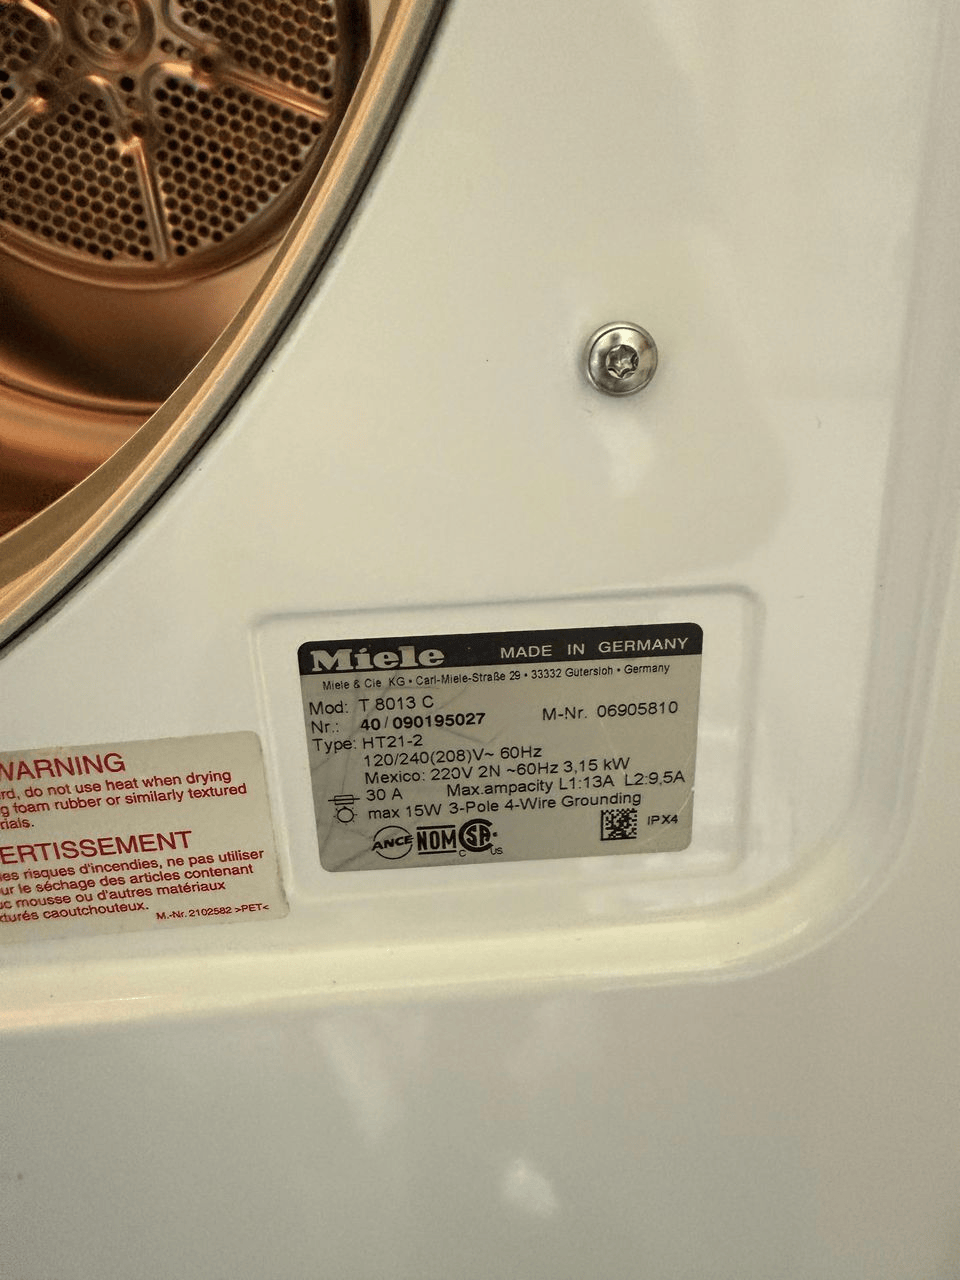 Miele MADE IN GERMANY
Miele & Cie KG • Carl-Miele-Straße 29 • 33332 Gütersloh • Germany
Mod: T 8013 C
Nr.: 40 / 090195027 M-Nr. 06905810
Type: HT21-2
120/240(208)V~ 60Hz
Mexico: 220V 2N ~60Hz 3,15 kW
30 A Max.ampacity L1:13A L2:9,5A
max 15W 3-Pole 4-Wire Grounding
ANCE NOM C SA US IPX4
WARNING
do not use heat when drying
foam rubber or similarly textured
ERTISSEMENT
risques d'incendies, ne pas utiliser
ur le séchage des articles contenant
mousse ou d'autres matériaux
caoutchouteux. M.-Nr. 2102582 >PET<